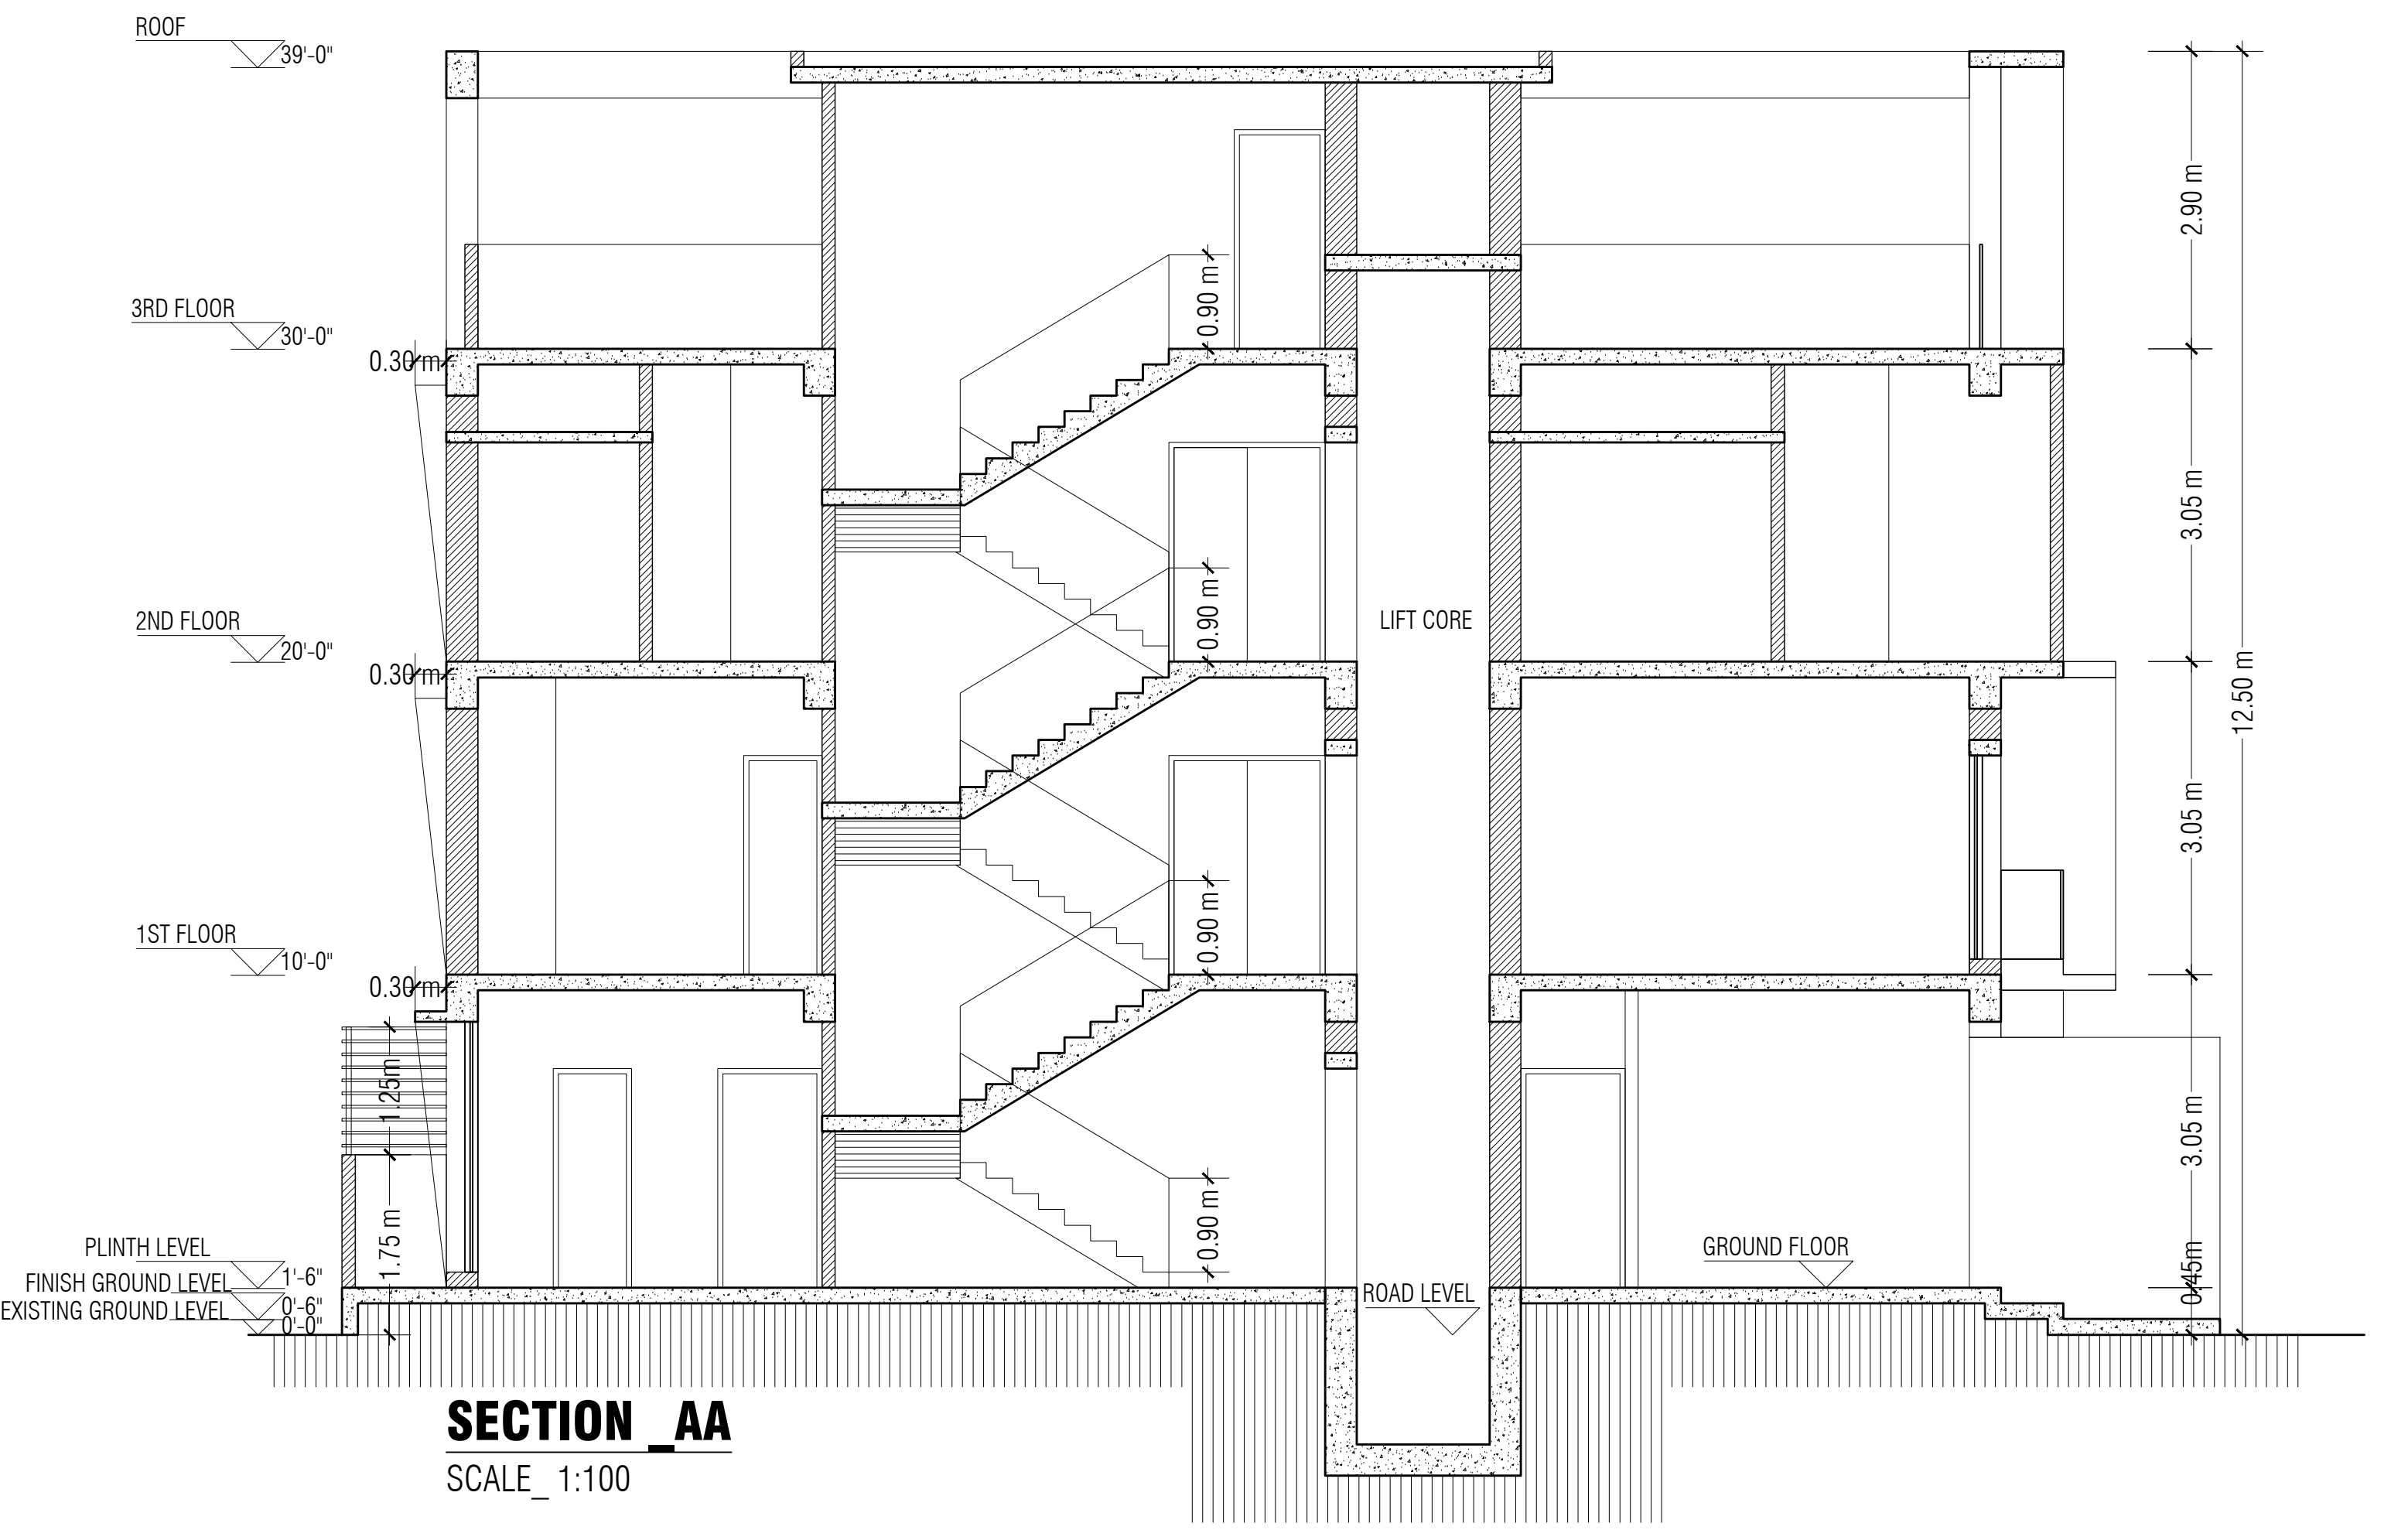 ROOF
39'-0"
2.90 m
0.90 m
3RD FLOOR
30'-0"
0.30 m
3.05 m
0.90 m
LIFT CORE
2ND FLOOR
20'-0"
0.30 m
12.50 m
3.05 m
0.90 m
1ST FLOOR
10'-0"
0.30 m
1.25m
3.05 m
1.75 m
0.90 m
PLINTH LEVEL
1'-6"
GROUND FLOOR
0.45m
FINISH GROUND LEVEL
0'-6"
ROAD LEVEL
EXISTING GROUND LEVEL
0'-0"
SECTION _AA
SCALE_ 1:100